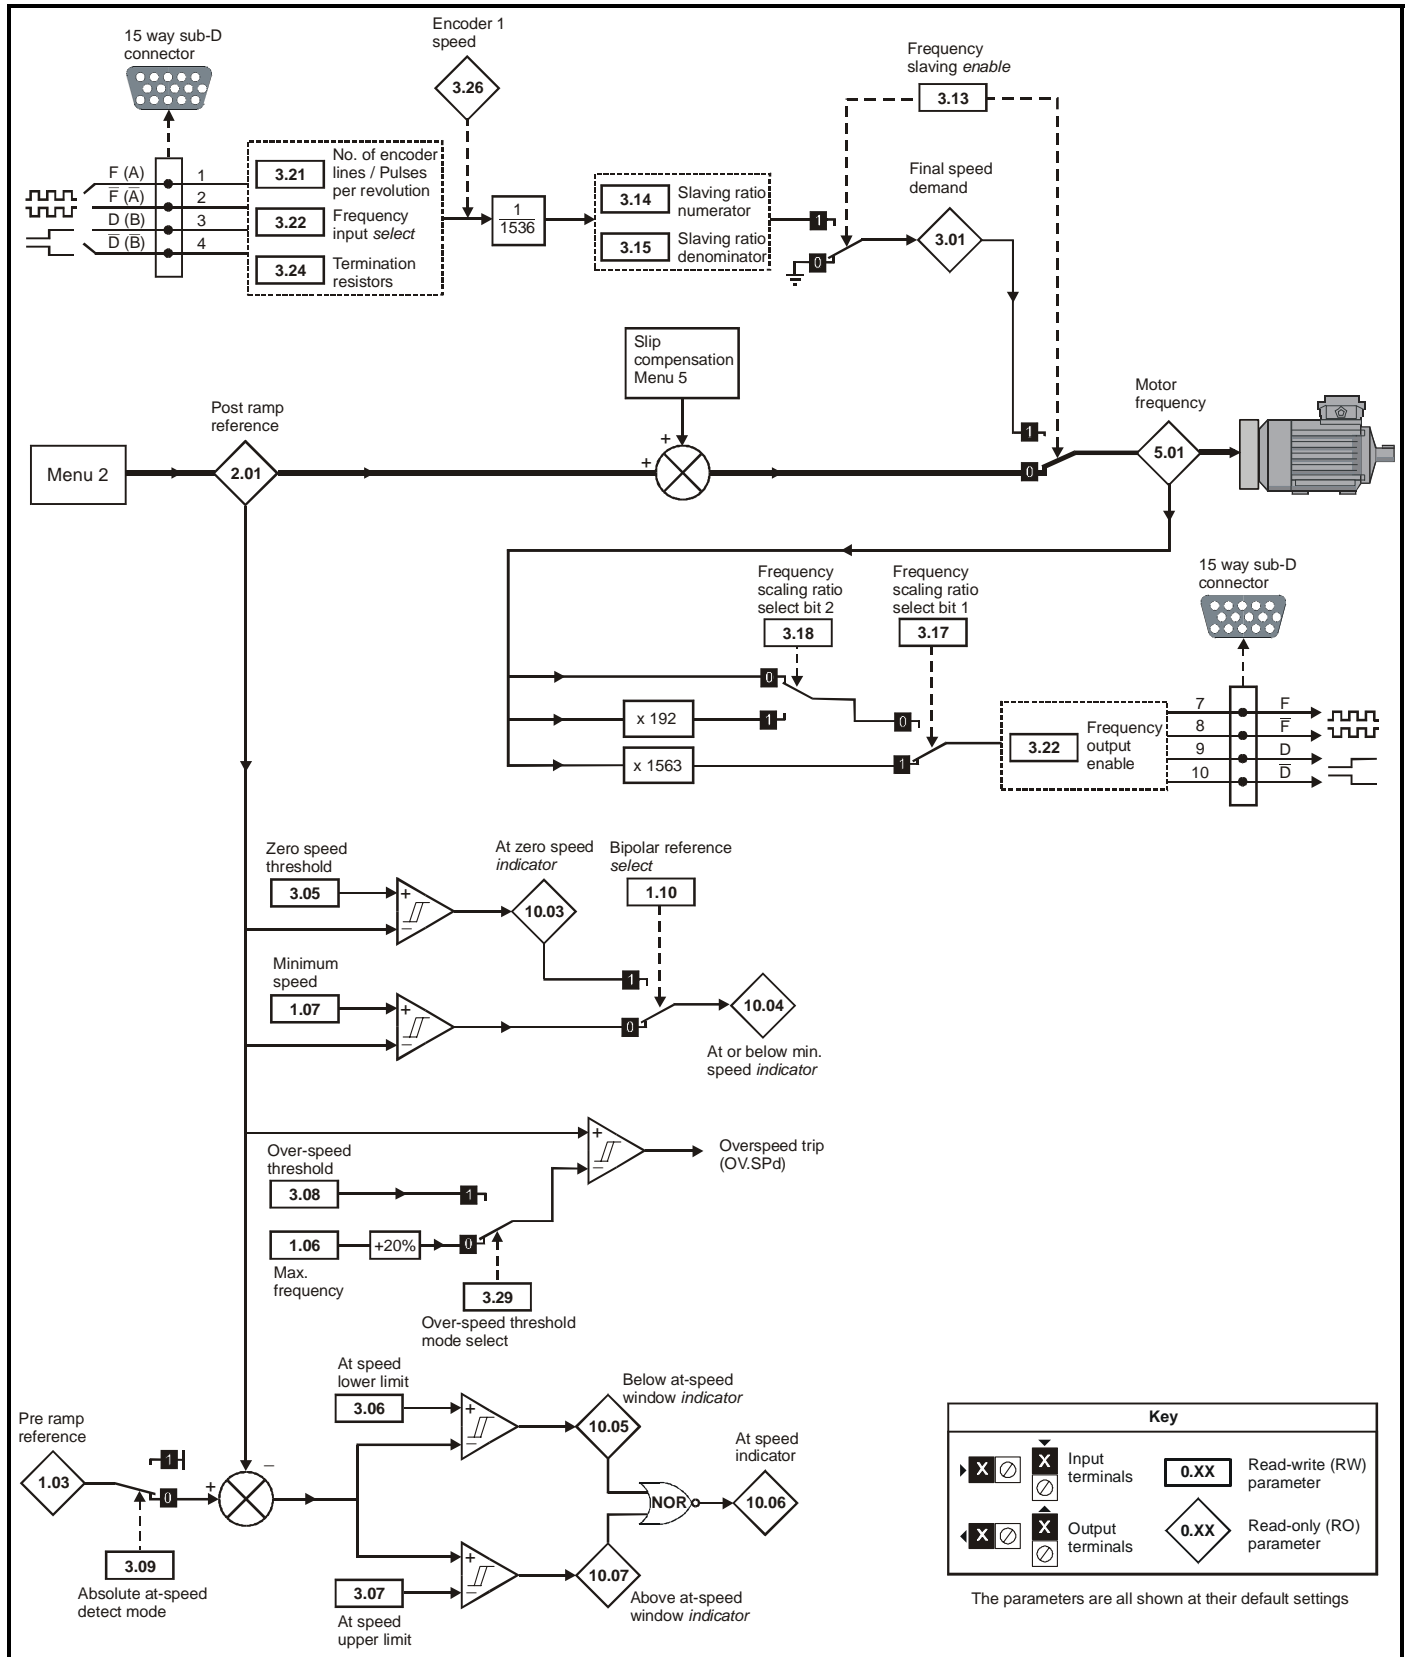 15 way sub-D
connector
Encoder 1
speed
3.26
Frequency
slaving enable
3.13
F (A)
F̅ (A̅)
D (B)
D̅ (B̅)
1
2
3
4
3.21
No. of encoder
lines / Pulses
per revolution
3.22
Frequency
input select
3.24
Termination
resistors
1
1536
3.14
Slaving ratio
numerator
3.15
Slaving ratio
denominator
1
0
Final speed
demand
3.01
Slip
compensation
Menu 5
Post ramp
reference
Menu 2
2.01
+
+
1
0
Motor
frequency
5.01
Frequency
scaling ratio
select bit 2
3.18
Frequency
scaling ratio
select bit 1
3.17
15 way sub-D
connector
0
x 192
1
0
x 1563
1
3.22
Frequency
output
enable
7
8
9
10
F
F̅
D
D̅
Zero speed
threshold
3.05
+
−
At zero speed
indicator
10.03
Bipolar reference
select
1.10
Minimum
speed
1.07
+
−
1
0
10.04
At or below min.
speed indicator
Over-speed
threshold
3.08
1
1.06
+20%
0
Max.
frequency
3.29
Over-speed threshold
mode select
+
−
Overspeed trip
(OV.SPd)
At speed
lower limit
3.06
+
−
Below at-speed
window indicator
10.05
Pre ramp
reference
1.03
1
0
+
−
3.09
Absolute at-speed
detect mode
NOR
At speed
indicator
10.06
3.07
+
−
At speed
upper limit
10.07
Above at-speed
window indicator
Key
X
X
Input
terminals
0.XX
Read-write (RW)
parameter
X
X
Output
terminals
0.XX
Read-only (RO)
parameter
The parameters are all shown at their default settings